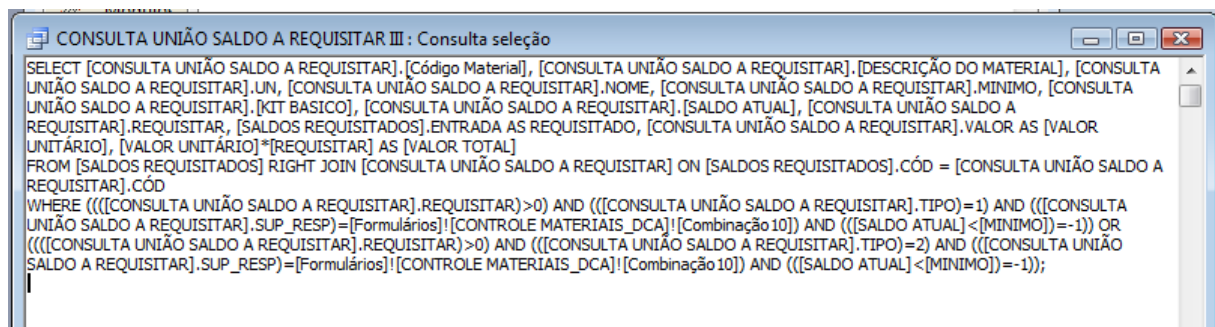 CONSULTA UNIÃO SALDO A REQUISITAR III : Consulta seleção
SELECT [CONSULTA UNIÃO SALDO A REQUISITAR].[Código Material], [CONSULTA UNIÃO SALDO A REQUISITAR].[DESCRIÇÃO DO MATERIAL], [CONSULTA
UNIÃO SALDO A REQUISITAR].UN, [CONSULTA UNIÃO SALDO A REQUISITAR].NOME, [CONSULTA UNIÃO SALDO A REQUISITAR].MINIMO, [CONSULTA
UNIÃO SALDO A REQUISITAR].[KIT BASICO], [CONSULTA UNIÃO SALDO A REQUISITAR].[SALDO ATUAL], [CONSULTA UNIÃO SALDO A
REQUISITAR].REQUISITAR, [SALDOS REQUISITADOS].ENTRADA AS REQUISITADO, [CONSULTA UNIÃO SALDO A REQUISITAR].VALOR AS [VALOR
UNITÁRIO], [VALOR UNITÁRIO]*[REQUISITAR] AS [VALOR TOTAL]
FROM [SALDOS REQUISITADOS] RIGHT JOIN [CONSULTA UNIÃO SALDO A REQUISITAR] ON [SALDOS REQUISITADOS].CÓD = [CONSULTA UNIÃO SALDO A
REQUISITAR].CÓD
WHERE ((([CONSULTA UNIÃO SALDO A REQUISITAR].REQUISITAR)>0) AND (([CONSULTA UNIÃO SALDO A REQUISITAR].TIPO)=1) AND (([CONSULTA
UNIÃO SALDO A REQUISITAR].SUP_RESP)=[Formulários]![CONTROLE MATERIAIS_DCA]![Combinação10]) AND (([SALDO ATUAL]<[MINIMO])=-1)) OR
((([CONSULTA UNIÃO SALDO A REQUISITAR].REQUISITAR)>0) AND (([CONSULTA UNIÃO SALDO A REQUISITAR].TIPO)=2) AND (([CONSULTA UNIÃO
SALDO A REQUISITAR].SUP_RESP)=[Formulários]![CONTROLE MATERIAIS_DCA]![Combinação10]) AND (([SALDO ATUAL]<[MINIMO])=-1));